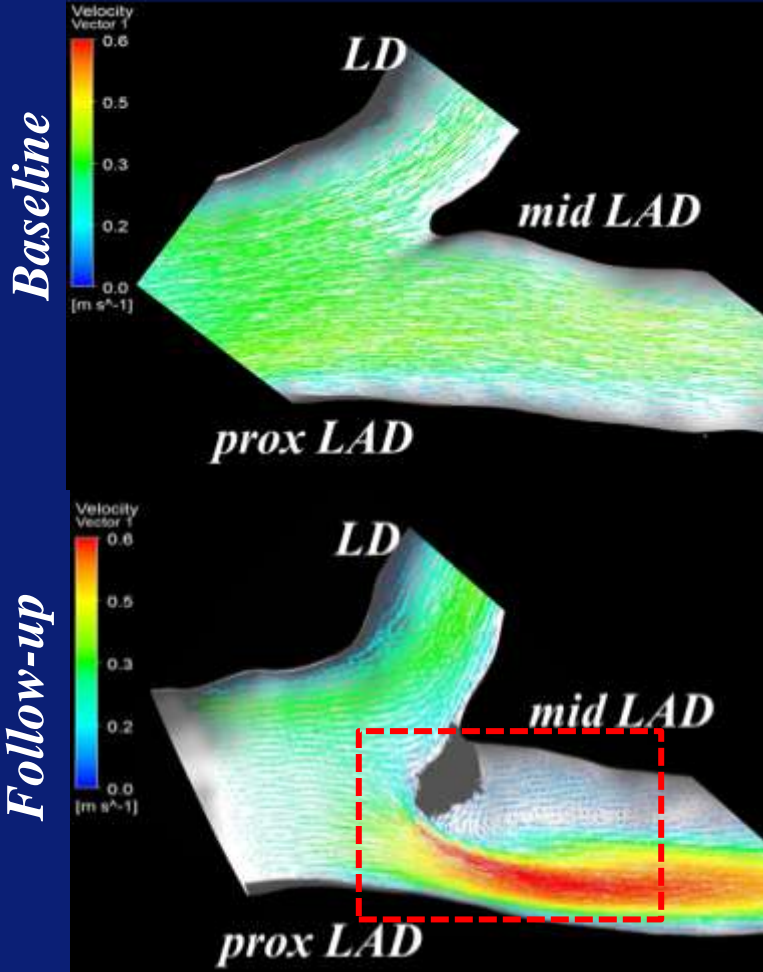 Baseline
Velocity
Vector 1
0.6
0.5
0.3
0.2
0.0
[m s^-1]
LD
mid LAD
prox LAD
Follow-up
Velocity
Vector 1
0.6
0.5
0.3
0.2
0.0
[m s^-1]
LD
mid LAD
prox LAD